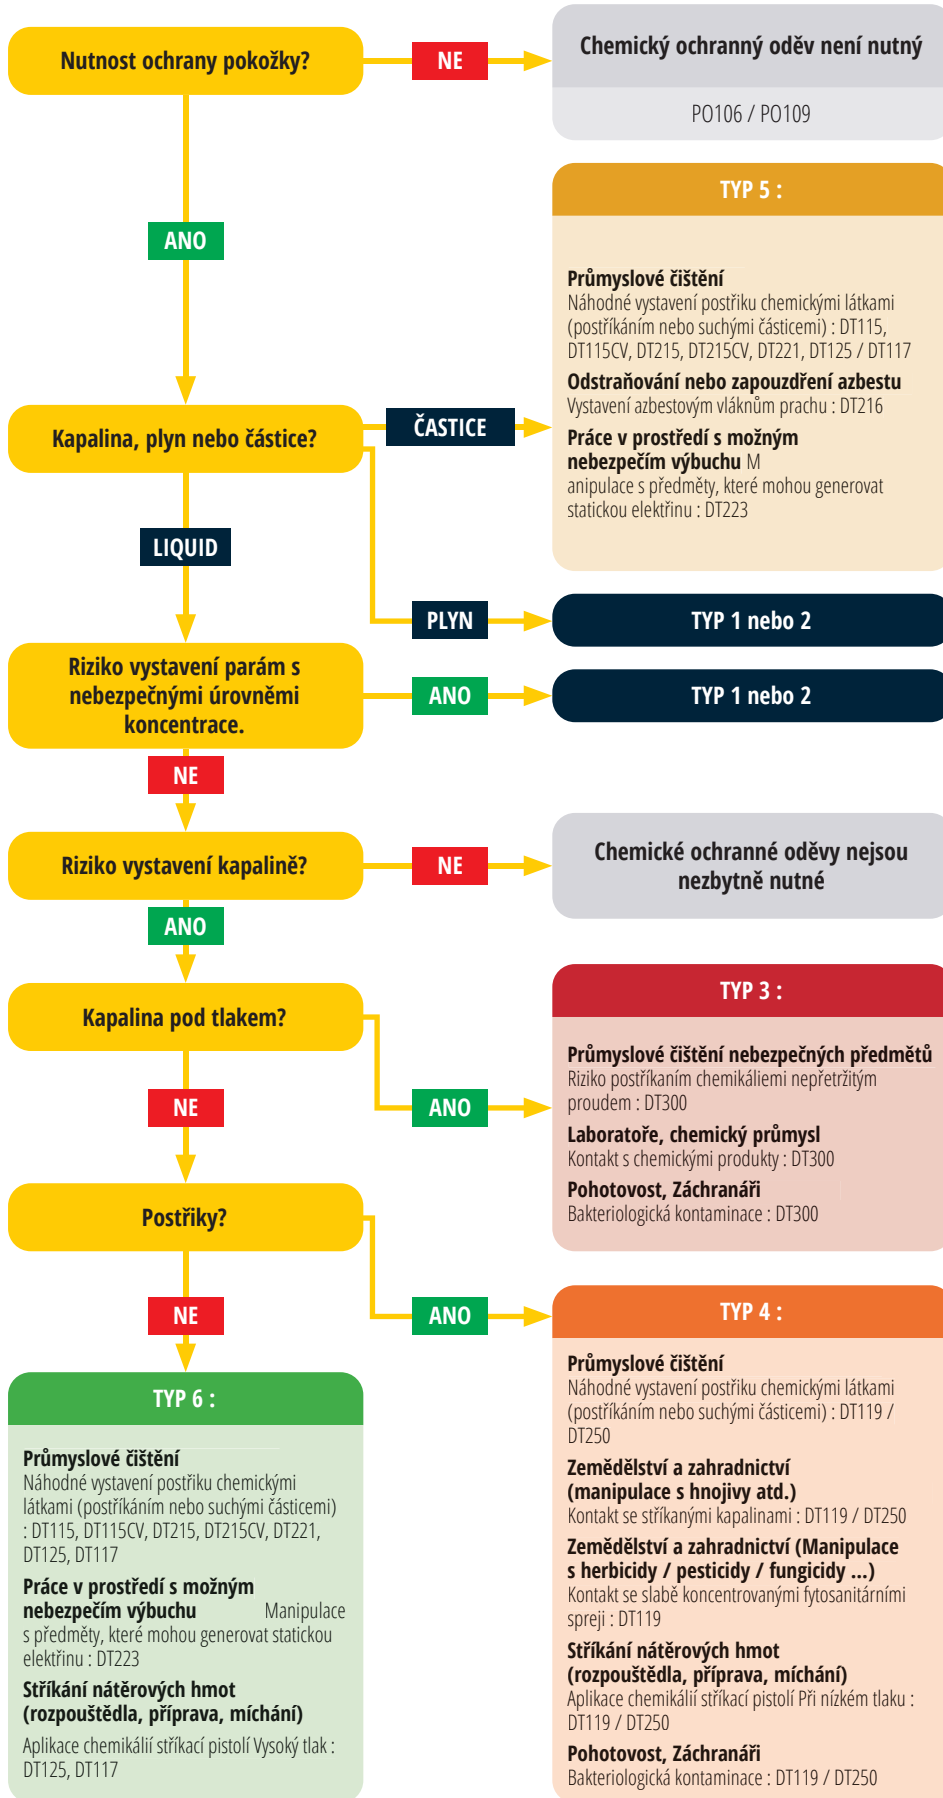 Nutnost ochrany pokožky?
NE
Chemický ochranný oděv není nutný
PO106 / PO109
ANO
TYP 5 :
Průmyslové čištění
Náhodné vystavení postřiku chemickými látkami
(postříkáním nebo suchými částicemi) : DT115,
DT115CV, DT215, DT215CV, DT221, DT125 / DT117
Odstraňování nebo zapouzdření azbestu
Vystavení azbestovým vláknům prachu : DT216
Práce v prostředí s možným
nebezpečím výbuchu M
anipulace s předměty, které mohou generovat
statickou elektřinu : DT223
Kapalina, plyn nebo částice?
ČASTICE
LIQUID
PLYN
TYP 1 nebo 2
Riziko vystavení parám s
nebezpečnými úrovněmi
koncentrace.
ANO
TYP 1 nebo 2
NE
Riziko vystavení kapalině?
NE
Chemické ochranné oděvy nejsou
nezbytně nutné
ANO
Kapalina pod tlakem?
NE
ANO
TYP 3 :
Průmyslové čištění nebezpečných předmětů
Riziko postříkaním chemikáliemi nepřetržitým
proudem : DT300
Laboratoře, chemický průmysl
Kontakt s chemickými produkty : DT300
Pohotovost, Záchranáři
Bakteriologická kontaminace : DT300
Postřiky?
NE
ANO
TYP 4 :
Průmyslové čištění
Náhodné vystavení postřiku chemickými látkami
(postříkáním nebo suchými částicemi) : DT119 /
DT250
Zemědělství a zahradnictví
(manipulace s hnojivy atd.)
Kontakt se stříkanými kapalinami : DT119 / DT250
Zemědělství a zahradnictví (Manipulace
s herbicidy / pesticidy / fungicidy ...)
Kontakt se slabě koncentrovanými fytosanitárními
spreji : DT119
Stříkání nátěrových hmot
(rozpouštědla, příprava, míchání)
Aplikace chemikálií stříkací pistolí Při nízkém tlaku :
DT119 / DT250
Pohotovost, Záchranáři
Bakteriologická kontaminace : DT119 / DT250
TYP 6 :
Průmyslové čištění
Náhodné vystavení postřiku chemickými
látkami (postříkáním nebo suchými částicemi)
: DT115, DT115CV, DT215, DT215CV, DT221,
DT125, DT117
Práce v prostředí s možným
nebezpečím výbuchu Manipulace
s předměty, které mohou generovat statickou
elektřinu : DT223
Stříkání nátěrových hmot
(rozpouštědla, příprava, míchání)
Aplikace chemikálií stříkací pistolí Vysoký tlak :
DT125, DT117